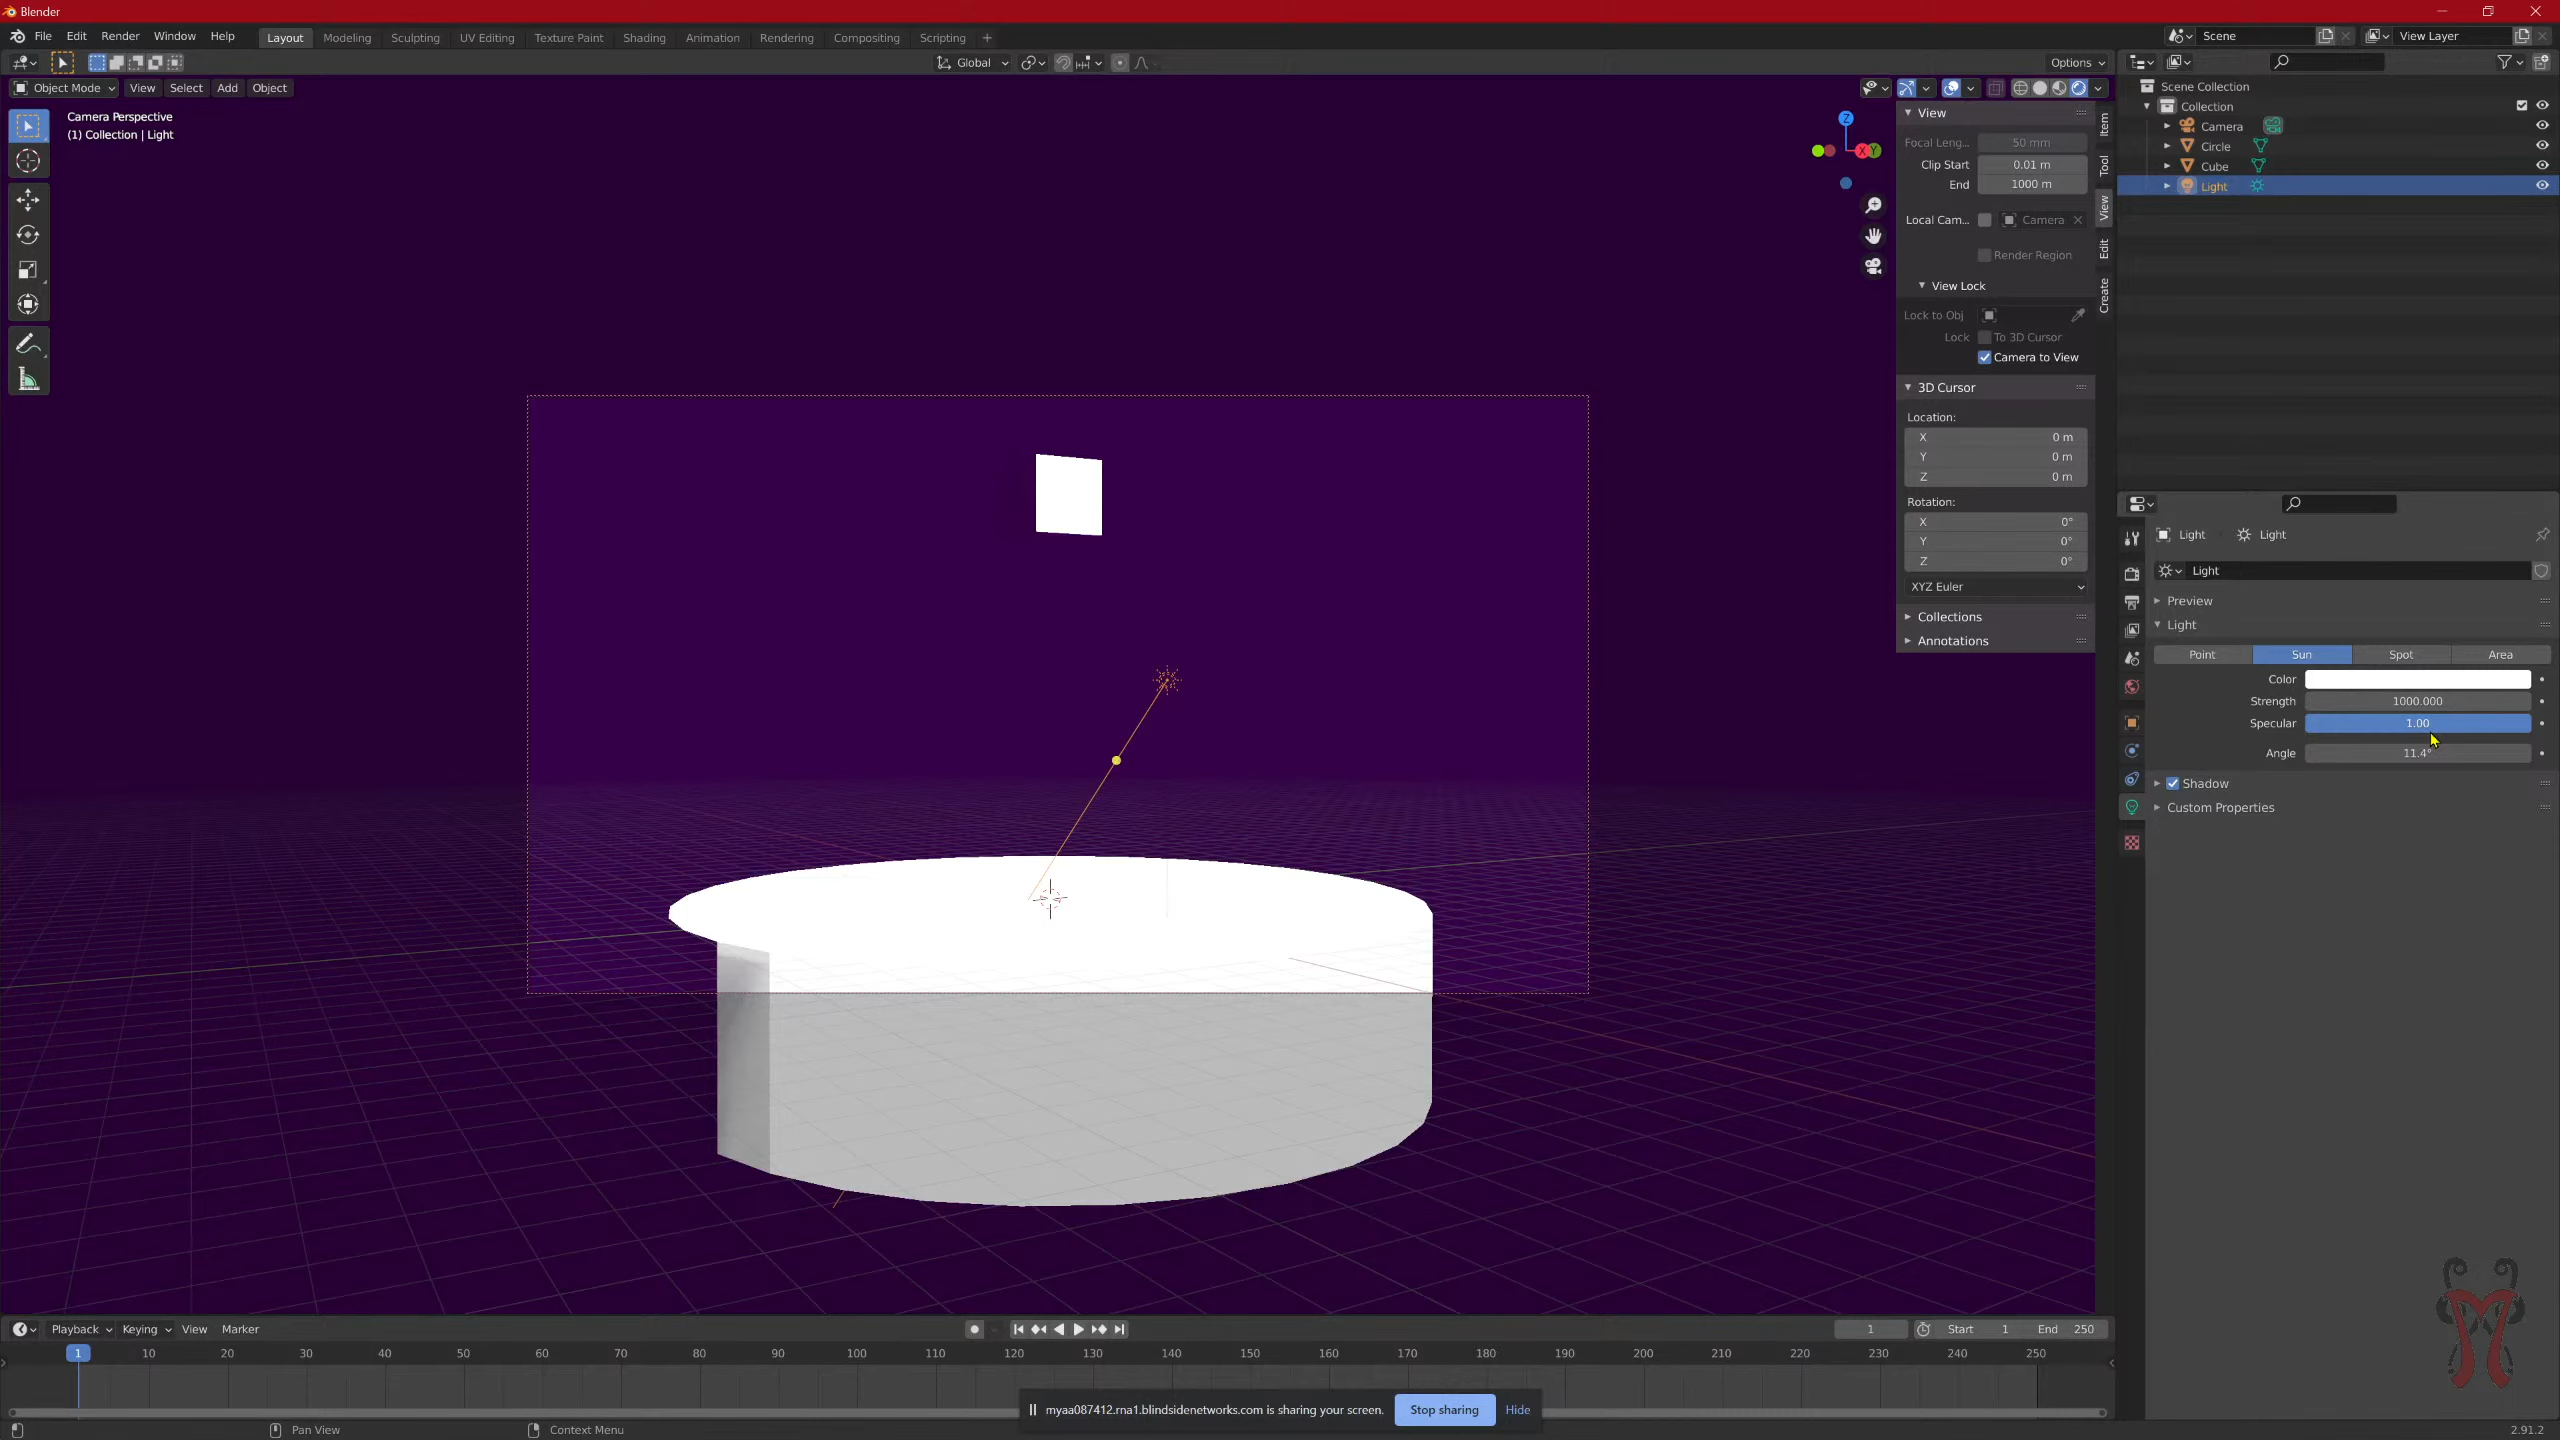 Blender
File Edit Render Window Help Layout Modeling Sculpting UV Editing Texture Paint Shading Animation Rendering Compositing Scripting + Scene View Layer
Global Options
Object Mode View Select Add Object
Camera Perspective
(1) Collection | Light
Z
X
Y
View
Focal Leng... 50 mm
Clip Start 0.01 m
End 1000 m
Local Cam... Camera
Render Region
View Lock
Lock to Obj
Lock To 3D Cursor
Camera to View
3D Cursor
Location:
X 0 m
Y 0 m
Z 0 m
Rotation:
X 0°
Y 0°
Z 0°
XYZ Euler
Collections
Annotations
Item
Tool
View
Edit
Create
Scene Collection
Collection
Camera
Circle
Cube
Light
Light Light
Light
Preview
Light
Point Sun Spot Area
Color
Strength 1000.000
Specular 1.00
Angle 11.4°
Shadow
Custom Properties
Playback Keying View Marker 1 Start 1 End 250
1 10 20 30 40 50 60 70 80 90 100 110 120 130 140 150 160 170 180 190 200 210 220 230 240 250
myaa087412.rna1.blindsidenetworks.com is sharing your screen. Stop sharing Hide
Pan View Context Menu 2.91.2